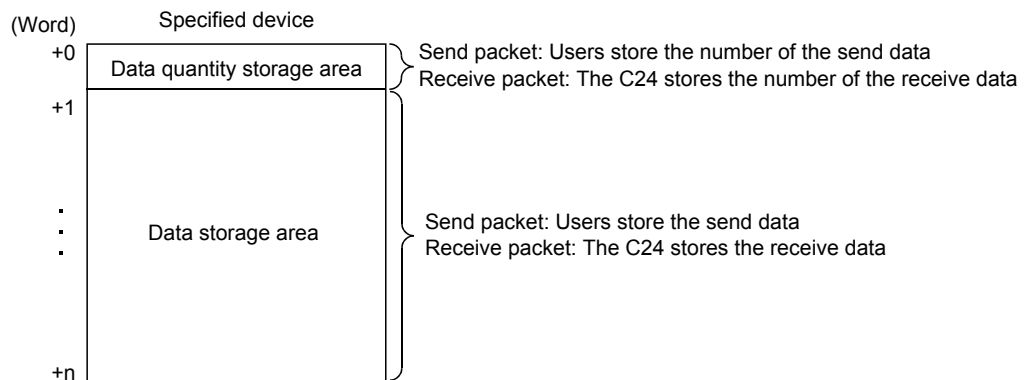 (Word)
Specified device
+0
Data quantity storage area
Send packet: Users store the number of the send data
Receive packet: The C24 stores the number of the receive data
+1
Data storage area
Send packet: Users store the send data
Receive packet: The C24 stores the receive data
+n